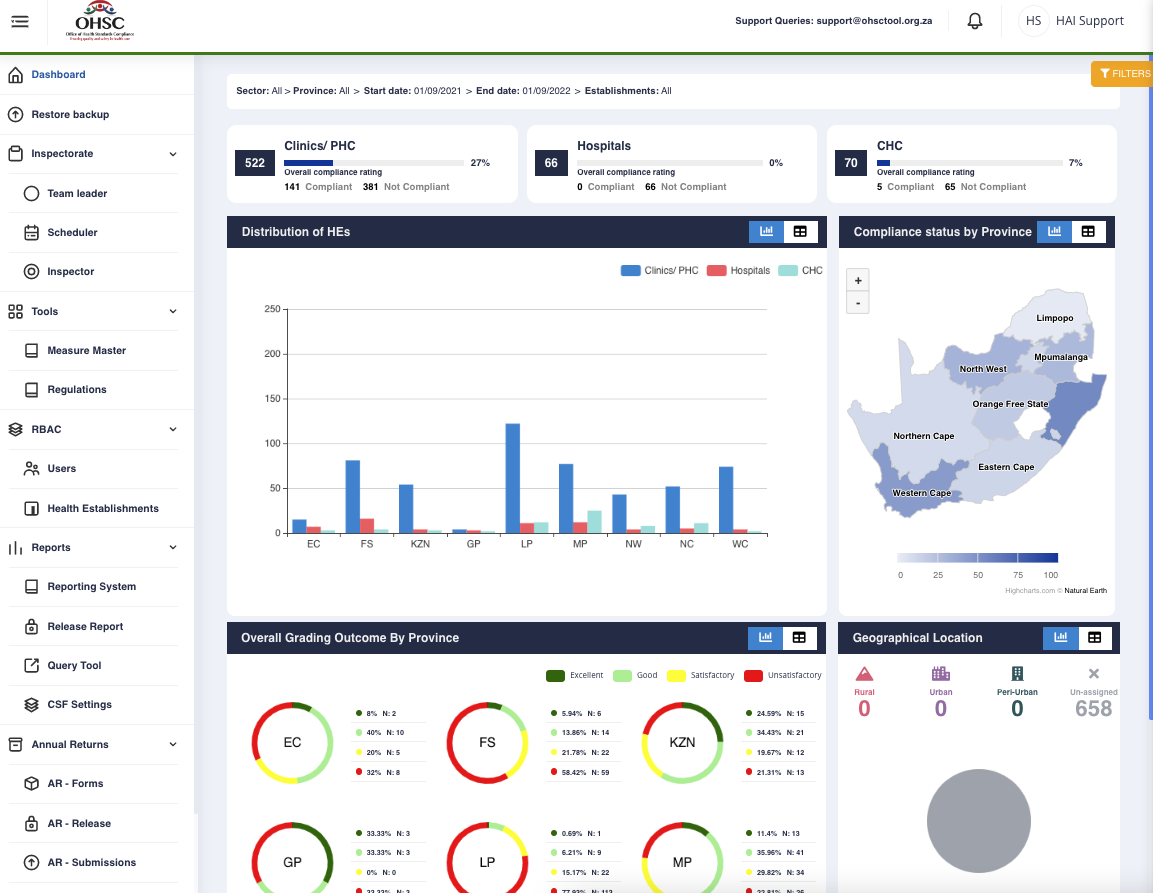 OHSC
Office of Health Standards Compliance
Support Queries: support@ohsctool.org.za
HS HAI Support
Dashboard
Restore backup
Inspectorate
Team leader
Scheduler
Inspector
Tools
Measure Master
Regulations
RBAC
Users
Health Establishments
Reports
Reporting System
Release Report
Query Tool
CSF Settings
Annual Returns
AR - Forms
AR - Release
AR - Submissions
FILTERS
Sector: All > Province: All > Start date: 01/09/2021 > End date: 01/09/2022 > Establishments: All
522
Clinics/ PHC
27%
Overall compliance rating
141 Compliant 381 Not Compliant
66
Hospitals
0%
Overall compliance rating
0 Compliant 66 Not Compliant
70
CHC
7%
Overall compliance rating
5 Compliant 65 Not Compliant
Distribution of HEs
Clinics/ PHC Hospitals CHC
250
200
150
100
50
0
EC FS KZN GP LP MP NW NC WC
Compliance status by Province
+
-
Limpopo
Mpumalanga
North West
Orange Free State
Northern Cape
Eastern Cape
Western Cape
0 25 50 75 100
Highcharts.com © Natural Earth
Overall Grading Outcome By Province
Excellent Good Satisfactory Unsatisfactory
EC
8% N: 2
40% N: 10
20% N: 5
32% N: 8
FS
5.94% N: 6
13.86% N: 14
21.78% N: 22
58.42% N: 59
KZN
24.59% N: 15
34.43% N: 21
19.67% N: 12
21.31% N: 13
GP
33.33% N: 3
33.33% N: 3
0% N: 0
33.33% N: 3
LP
0.69% N: 1
6.21% N: 9
15.17% N: 22
77.93% N: 113
MP
11.4% N: 13
35.96% N: 41
29.82% N: 34
22.81% N: 26
Geographical Location
Rural
0
Urban
0
Peri-Urban
0
Un-assigned
658